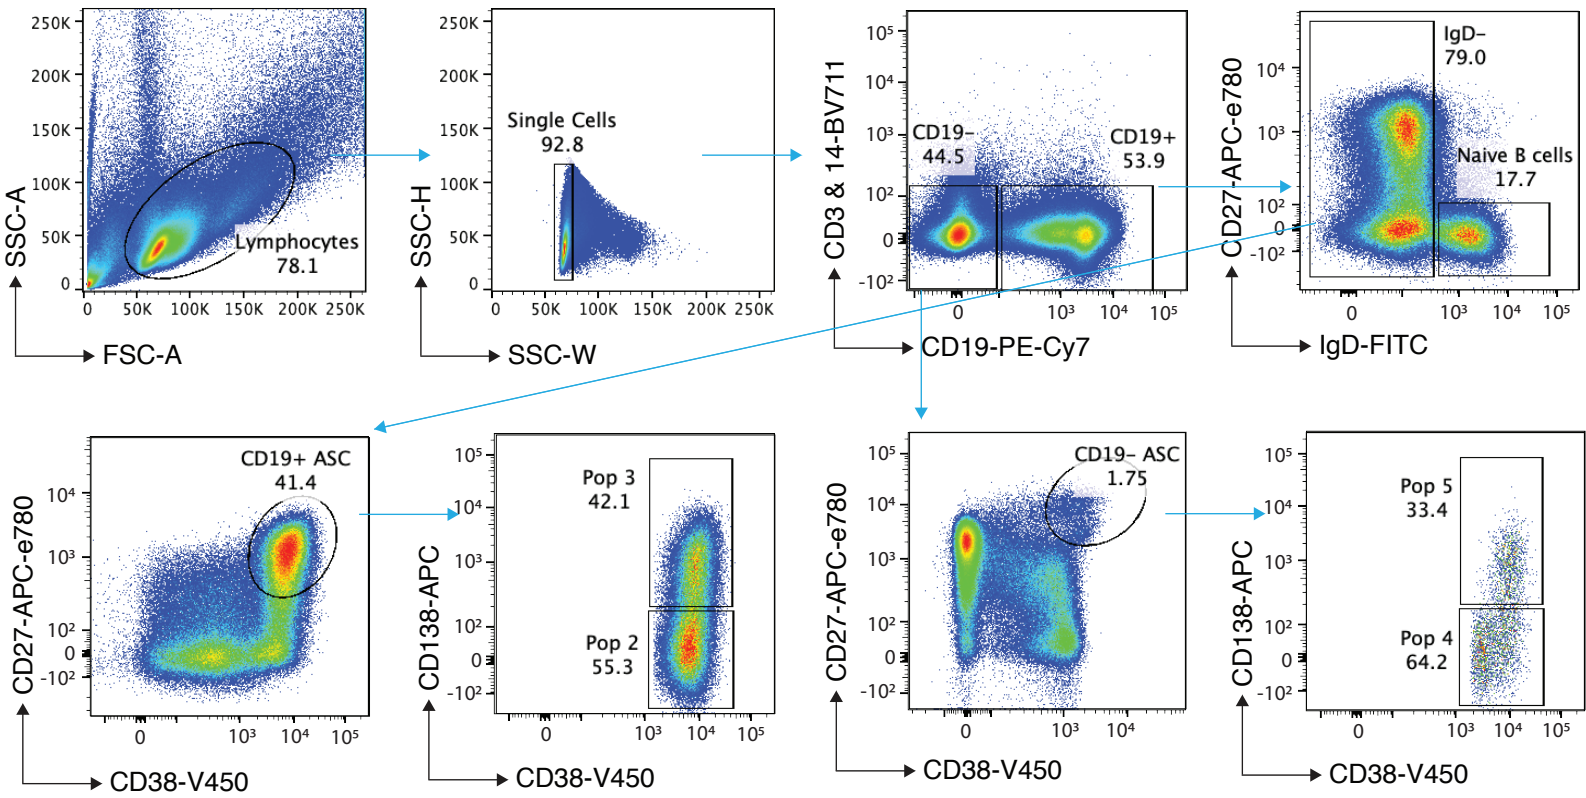 250K
200K
150K
100K
50K
0
SSC-A
Lymphocytes
78.1
0 50K 100K 150K 200K 250K
FSC-A
250K
200K
150K
100K
50K
0
SSC-H
Single Cells
92.8
0 50K 100K 150K 200K 250K
SSC-W
10⁵
10⁴
10³
10²
0
-10²
CD3 & 14-BV711
CD19–
44.5
CD19+
53.9
0 10³ 10⁴ 10⁵
CD19-PE-Cy7
10⁴
10³
10²
0
-10²
CD27-APC-e780
IgD–
79.0
Naive B cells
17.7
0 10³ 10⁴ 10⁵
IgD-FITC
10⁴
10³
10²
0
-10²
CD27-APC-e780
CD19+ ASC
41.4
0 10³ 10⁴ 10⁵
CD38-V450
10⁵
10⁴
10³
10²
0
-10²
CD138-APC
Pop 3
42.1
Pop 2
55.3
0 10³ 10⁴ 10⁵
CD38-V450
10⁵
10⁴
10³
10²
0
-10²
CD27-APC-e780
CD19– ASC
1.75
0 10³ 10⁴
CD38-V450
10⁵
10⁴
10³
10²
0
-10²
CD138-APC
Pop 5
33.4
Pop 4
64.2
0 10³ 10⁴ 10⁵
CD38-V450